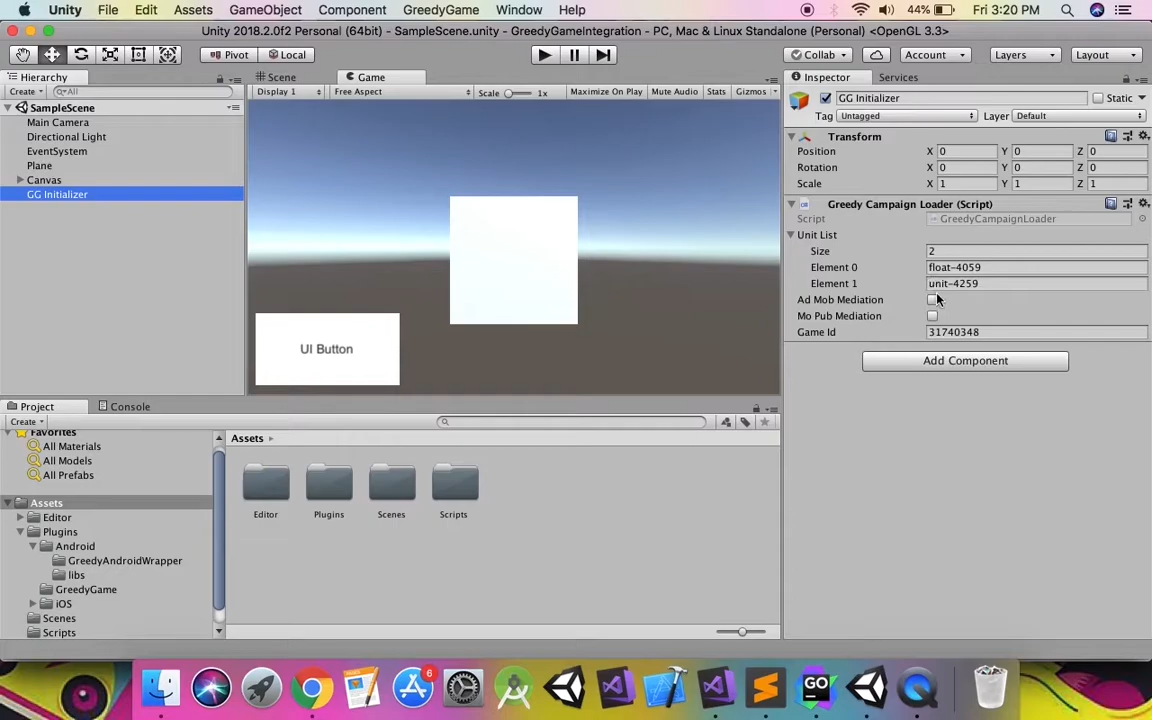 Unity File Edit Assets GameObject Component GreedyGame Window Help 44% Fri 3:20 PM
Unity 2018.2.0f2 Personal (64bit) - SampleScene.unity - GreedyGameIntegration - PC, Mac & Linux Standalone (Personal) <OpenGL 3.3>
Pivot Local Collab Account Layers Layout
Hierarchy Scene Game Inspector Services
Create All Display 1 Free Aspect Scale 1x Maximize On Play Mute Audio Stats Gizmos
GG Initializer Static
SampleScene
Tag Untagged Layer Default
Main Camera
Directional Light
Transform
EventSystem
Position X 0 Y 0 Z 0
Plane
Rotation X 0 Y 0 Z 0
Canvas
Scale X 1 Y 1 Z 1
GG Initializer
Greedy Campaign Loader (Script)
Script GreedyCampaignLoader
Unit List
Size 2
Element 0 float-4059
Element 1 unit-4259
Ad Mob Mediation
Mo Pub Mediation
Game Id 31740348
UI Button
Add Component
Project Console
Create
Favorites
Assets
All Materials
All Models
All Prefabs
Assets
Editor
Plugins
Android
GreedyAndroidWrapper
libs
GreedyGame
iOS
Scenes
Scripts
Editor Plugins Scenes Scripts
6
GO